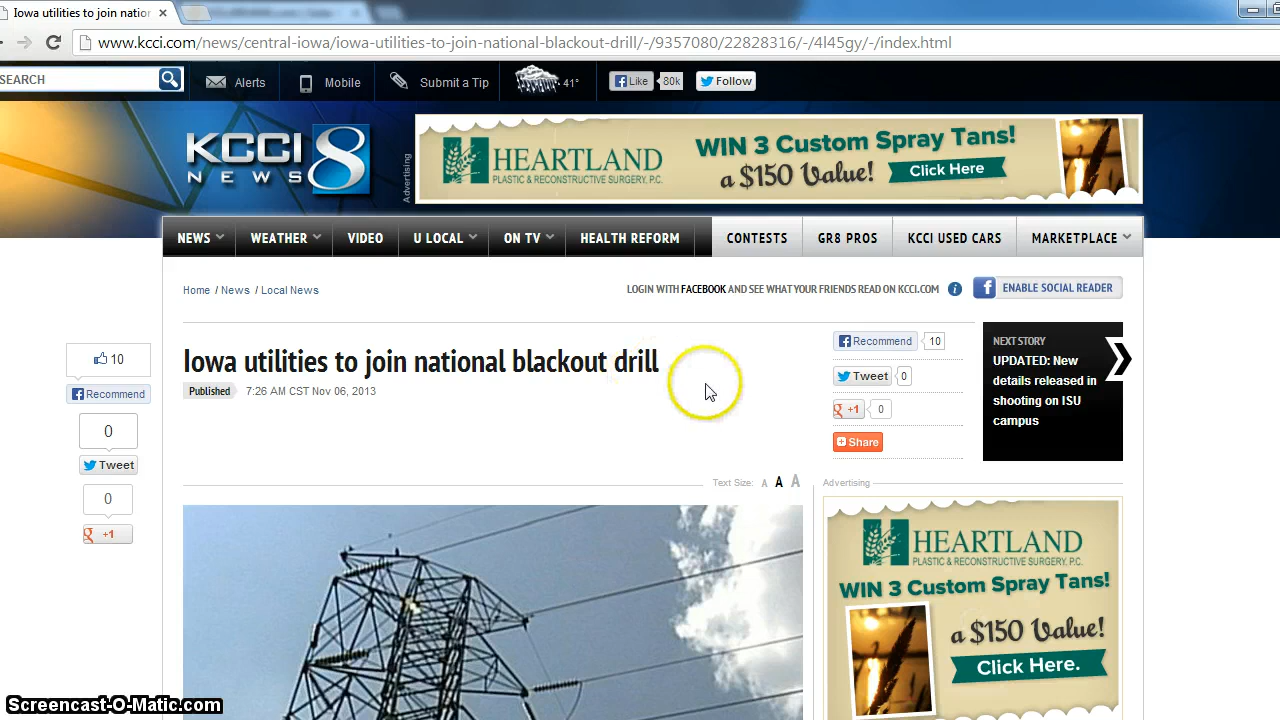 Iowa utilities to join natio
www.kcci.com/news/central-iowa/iowa-utilities-to-join-national-blackout-drill/-/9357080/22828316/-/4l45gy/-/index.html
SEARCH
Alerts
Mobile
Submit a Tip
41°
Like
80k
Follow
KCCI 8
NEWS
Advertising
HEARTLAND
PLASTIC & RECONSTRUCTIVE SURGERY, P.C.
WIN 3 Custom Spray Tans!
a $150 Value!
Click Here
NEWS
WEATHER
VIDEO
U LOCAL
ON TV
HEALTH REFORM
CONTESTS
GR8 PROS
KCCI USED CARS
MARKETPLACE
Home / News / Local News
LOGIN WITH FACEBOOK AND SEE WHAT YOUR FRIENDS READ ON KCCI.COM
ENABLE SOCIAL READER
10
Recommend
0
Tweet
0
+1
Iowa utilities to join national blackout drill
Published 7:26 AM CST Nov 06, 2013
Recommend 10
Tweet 0
+1 0
Share
NEXT STORY
UPDATED: New
details released in
shooting on ISU
campus
Text Size: A A A
Advertising
HEARTLAND
PLASTIC & RECONSTRUCTIVE SURGERY, P.C.
WIN 3 Custom Spray Tans!
a $150 Value!
Click Here.
Screencast-O-Matic.com